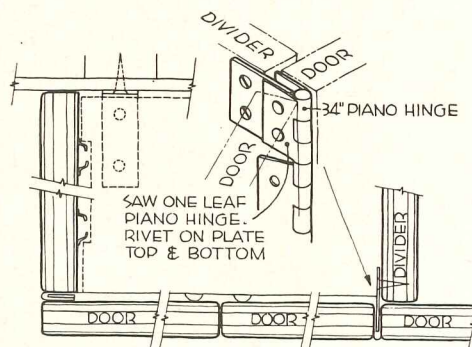 DIVIDER
DOOR
34" PIANO HINGE
DOOR
SAW ONE LEAF
PIANO HINGE.
RIVET ON PLATE
TOP & BOTTOM
DIVIDER
DOOR
DOOR
DOOR